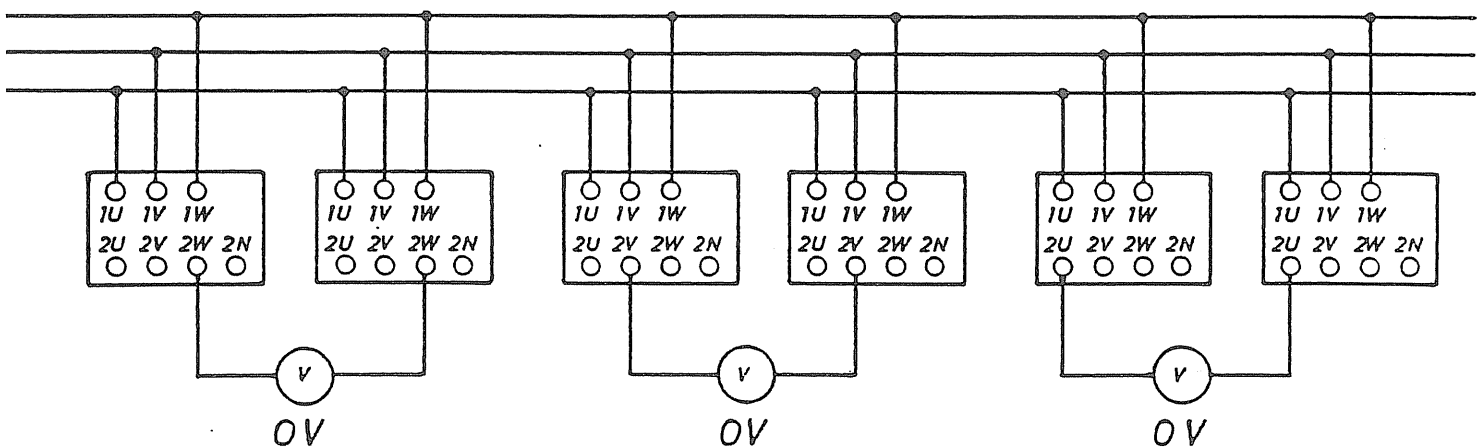 1U 1V 1W 1U 1V 1W 1U 1V 1W 1U 1V 1W 1U 1V 1W 1U 1V 1W
2U 2V 2W 2N 2U 2V 2W 2N 2U 2V 2W 2N 2U 2V 2W 2N 2U 2V 2W 2N 2U 2V 2W 2N
V V V
0V 0V 0V